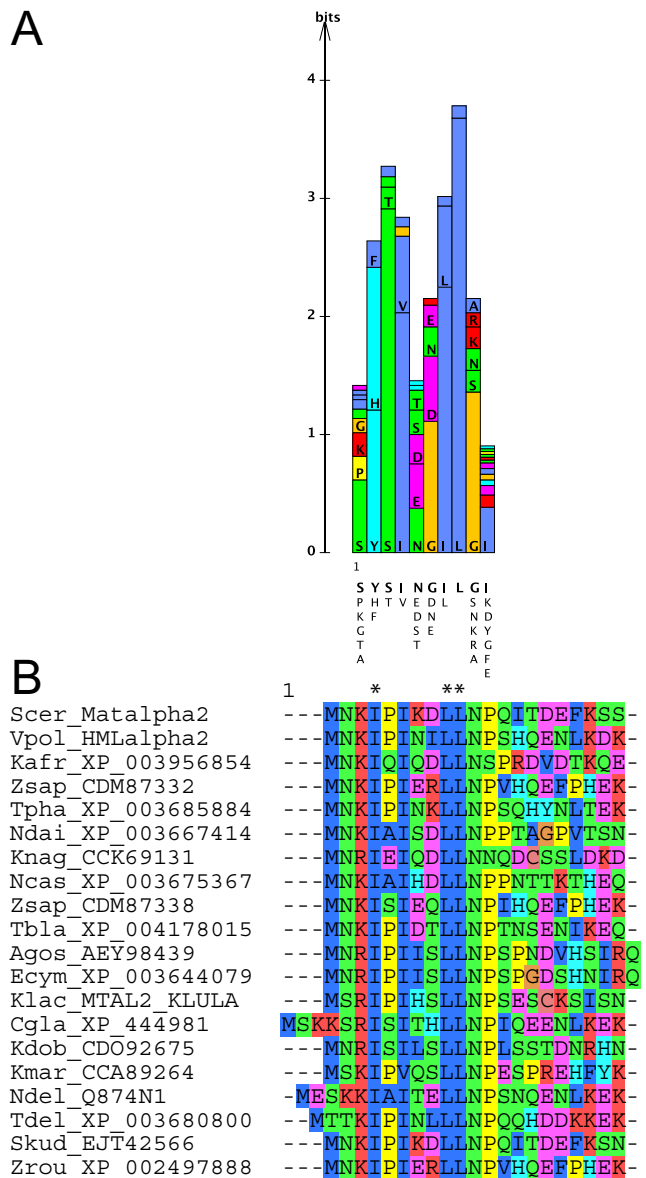 A
bits
4
3
T
F
L
V A
E R
K
N N
S
H T
D
G S
K D
P
E
2
1
0 S Y S I N G I L G I
1
S Y S I N G I L G I
P H T V E D L S K
K F D N N D
G S E K Y
T T R G
A A F
E
B
1 * **
Scer_Matalpha2 ---MNKIPIKDLLNPQITDEFKSS-
Vpol_HMLalpha2 ---MNKIPINILLNPSHQENLKDK-
Kafr_XP_003956854 ---MNKIQIQDLLNSPRDVDTKQE-
Zsap_CDM87332 ---MNKIPIERLLNPVHQEFPHEK-
Tpha_XP_003685884 ---MNKIPINKLLNPSQHYNLTEK-
Ndai_XP_003667414 ---MNKIAISDLLNPPTAGPVTSN-
Knag_CCK69131 ---MNRIEIQDLLNNQDCSSLDKD-
Ncas_XP_003675367 ---MNKIAIHDLLNPPNTTKTHEQ-
Zsap_CDM87338 ---MNKISIEQLLNPIHQEFPHEK-
Tbla_XP_004178015 ---MNKIPIDTLLNPTNSENIKEQ-
Agos_AEY98439 ---MNRIPIISLLNPSPNDVHSIRQ
Ecym_XP_003644079 ---MNRIPIISLLNPSPGDSHNIRQ
Klac_MTAL2_KLULA ---MSRIPIHSLLNPSESCKSISN-
Cgla_XP_444981 MSKKSRISITHLLNPIQEENLKEK-
Kdob_CDO92675 ---MNRISILSLLNPLSSTDNRHN-
Kmar_CCA89264 ---MSKIPVQSLLNPESPREHFYK-
Ndel_Q874N1 -MESKKIAITELLNPSNQENLKEK-
Tdel_XP_003680800 --MTTKIPINLLLNPQQHDDKKEK-
Skud_EJT42566 ---MNKIPIKDLLNPQITDEFKSN-
Zrou_XP_002497888 ---MNKIPIERLLNPVHQEFPHEK-